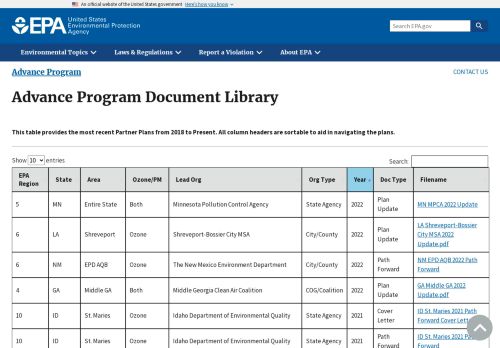 An official website of the United States government Here's how you know
EPA United States
Environmental Protection
Agency
Search EPA.gov
Environmental Topics Laws & Regulations Report a Violation About EPA
Advance Program CONTACT US
Advance Program Document Library
This table provides the most recent Partner Plans from 2018 to Present. All column headers are sortable to aid in navigating the plans.
Show 10 entries Search:
EPA Region State Area Ozone/PM Lead Org Org Type Year Doc Type Filename
5 MN Entire State Both Minnesota Pollution Control Agency State Agency 2022 Plan Update MN MPCA 2022 Update
6 LA Shreveport Ozone Shreveport-Bossier City MSA City/County 2022 Plan Update LA Shreveport-Bossier City MSA 2022 Update.pdf
6 NM EPD AQB Ozone The New Mexico Environment Department City/County 2022 Path Forward NM EPD AQB 2022 Path Forward
4 GA Middle GA Both Middle Georgia Clean Air Coalition COG/Coalition 2022 Plan Update GA Middle GA 2022 Update.pdf
10 ID St. Maries Ozone Idaho Department of Environmental Quality State Agency 2021 Cover Letter ID St. Maries 2021 Path Forward Cover Letter
10 ID St. Maries Ozone Idaho Department of Environmental Quality State Agency 2021 Path Forward ID St. Maries 2021 Path